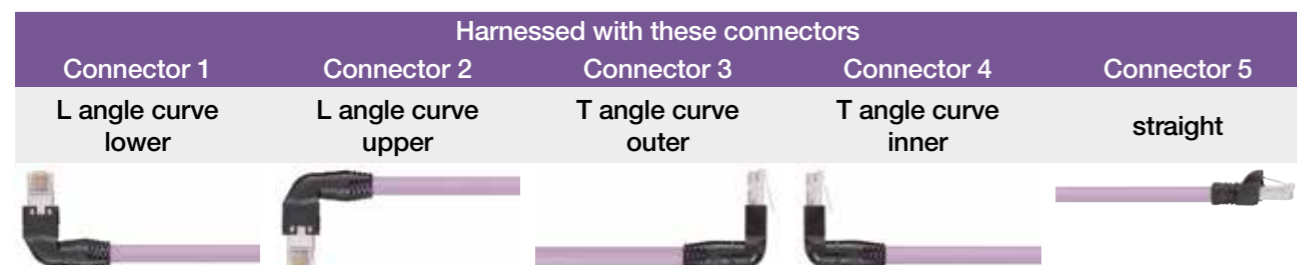 Harnessed with these connectors
Connector 1 Connector 2 Connector 3 Connector 4 Connector 5
L angle curve lower
L angle curve upper
T angle curve outer
T angle curve inner
straight